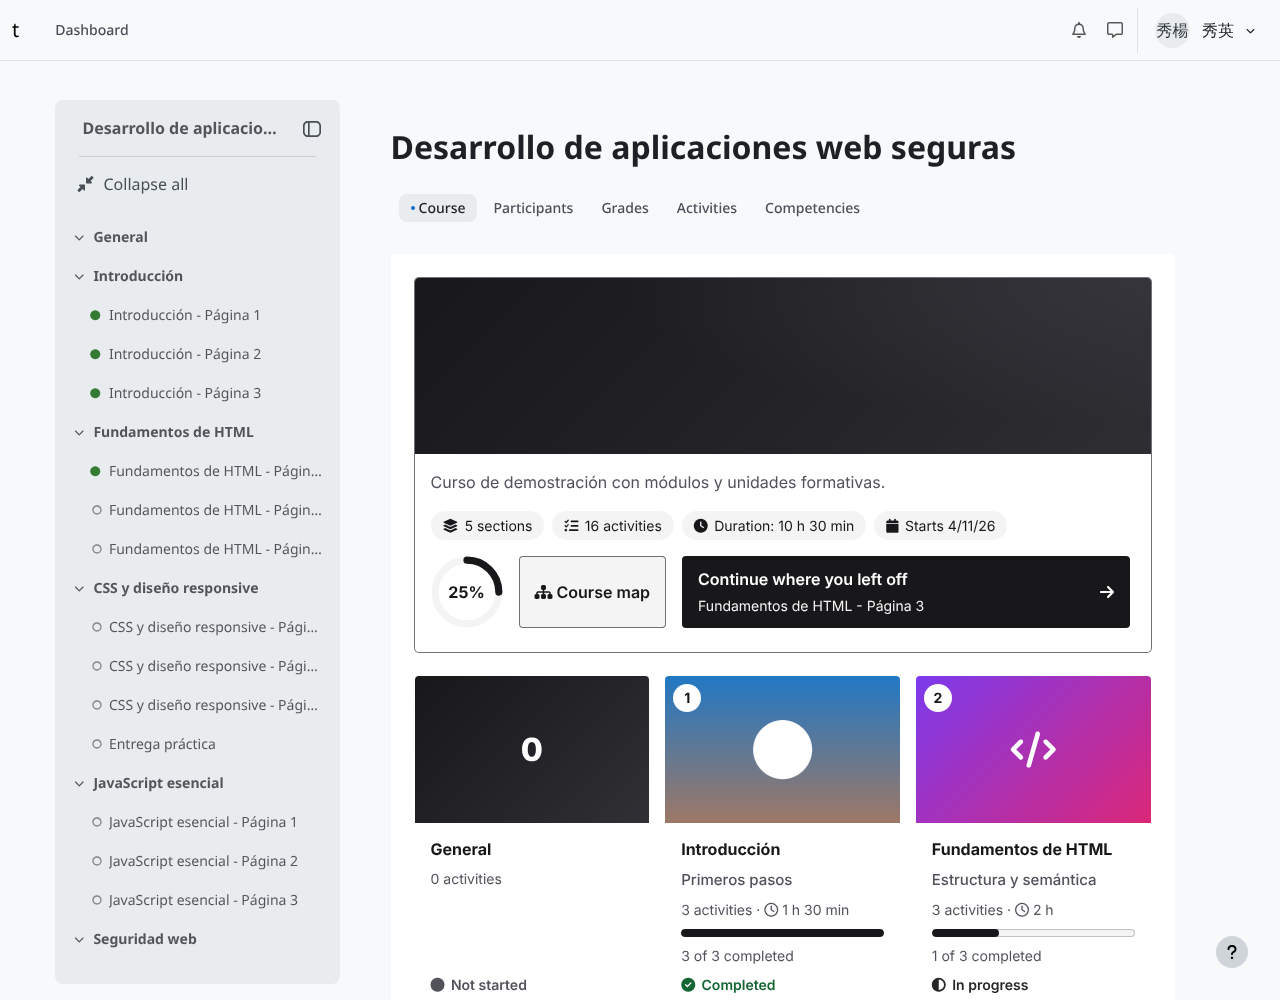 t
Dashboard
秀楊
秀英
Desarrollo de aplicacio...
Collapse all
General
Introducción
Introducción - Página 1
Introducción - Página 2
Introducción - Página 3
Fundamentos de HTML
Fundamentos de HTML - Págin...
Fundamentos de HTML - Págin...
Fundamentos de HTML - Págin...
CSS y diseño responsive
CSS y diseño responsive - Pági...
CSS y diseño responsive - Pági...
CSS y diseño responsive - Pági...
Entrega práctica
JavaScript esencial
JavaScript esencial - Página 1
JavaScript esencial - Página 2
JavaScript esencial - Página 3
Seguridad web
Desarrollo de aplicaciones web seguras
Course
Participants
Grades
Activities
Competencies
Curso de demostración con módulos y unidades formativas.
5 sections
16 activities
Duration: 10 h 30 min
Starts 4/11/26
25%
Course map
Continue where you left off
Fundamentos de HTML - Página 3
0
General
0 activities
Not started
1
Introducción
Primeros pasos
3 activities · 1 h 30 min
3 of 3 completed
Completed
2
</>
Fundamentos de HTML
Estructura y semántica
3 activities · 2 h
1 of 3 completed
In progress
?